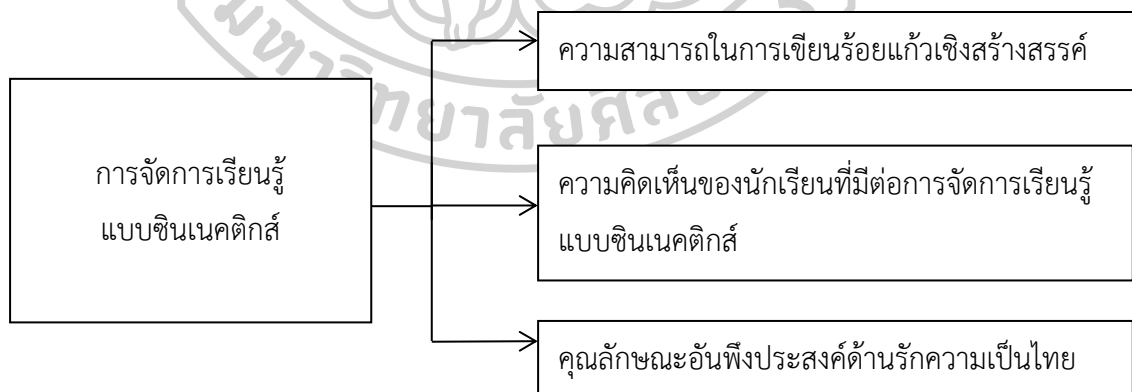 ความสามารถในการเขียนร้อยแก้วเชิงสร้างสรรค์
การจัดการเรียนรู้
แบบซินเนคติกส์
ความคิดเห็นของนักเรียนที่มีต่อการจัดการเรียนรู้
แบบซินเนคติกส์
คุณลักษณะอันพึงประสงค์ด้านรักความเป็นไทย